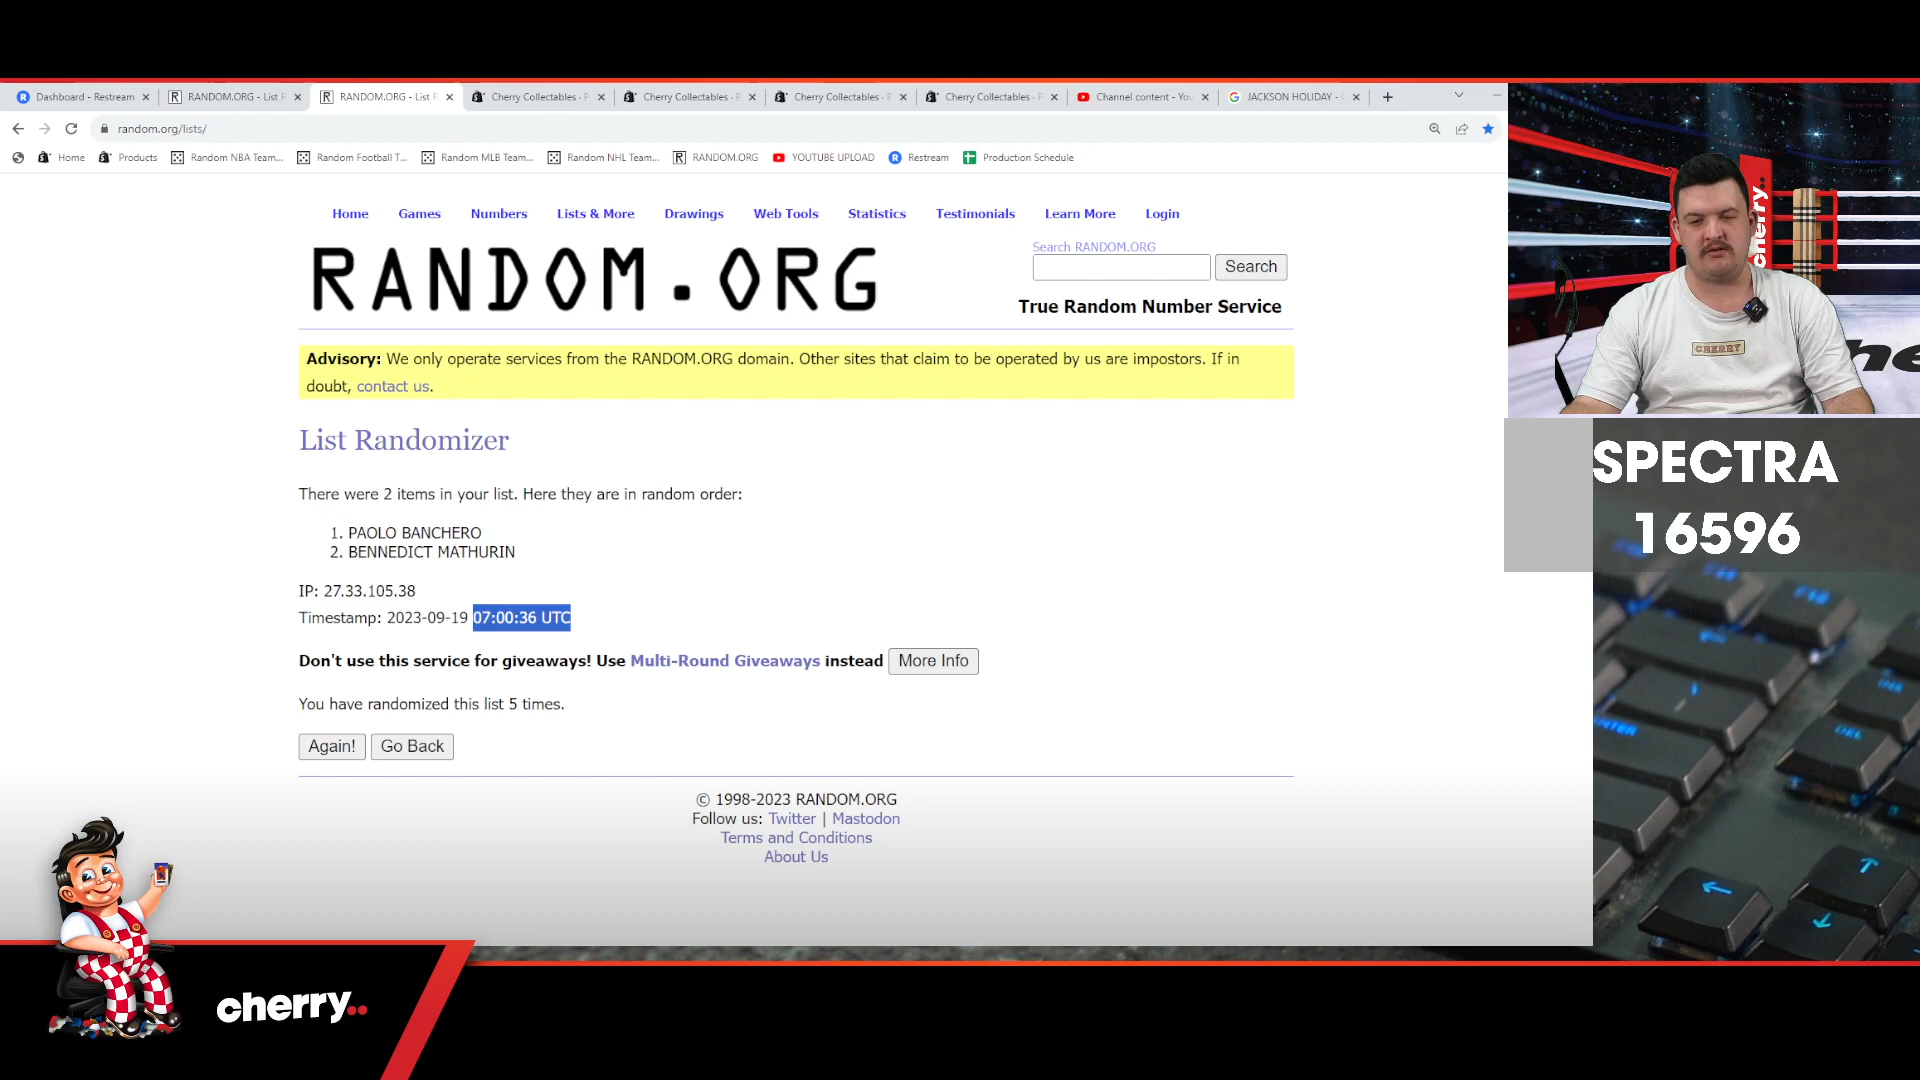 Dashboard - Restream
RANDOM.ORG - List R
RANDOM.ORG - List R
Cherry Collectables - P
Cherry Collectables - P
Cherry Collectables - P
Cherry Collectables - P
Channel content - You
JACKSON HOLIDAY -
random.org/lists/
Home
Products
Random NBA Team...
Random Football T...
Random MLB Team...
Random NHL Team...
RANDOM.ORG
YOUTUBE UPLOAD
Restream
Production Schedule
Home Games Numbers Lists & More Drawings Web Tools Statistics Testimonials Learn More Login
RANDOM.ORG
Search RANDOM.ORG
Search
True Random Number Service
Advisory: We only operate services from the RANDOM.ORG domain. Other sites that claim to be operated by us are impostors. If in
doubt, contact us.
List Randomizer
There were 2 items in your list. Here they are in random order:
1. PAOLO BANCHERO
2. BENNEDICT MATHURIN
IP: 27.33.105.38
Timestamp: 2023-09-19 07:00:36 UTC
Don't use this service for giveaways! Use Multi-Round Giveaways instead More Info
You have randomized this list 5 times.
Again! Go Back
© 1998-2023 RANDOM.ORG
Follow us: Twitter | Mastodon
Terms and Conditions
About Us
cherry..
CHERRY
SPECTRA
16596
ENTER
DEL
cherry..